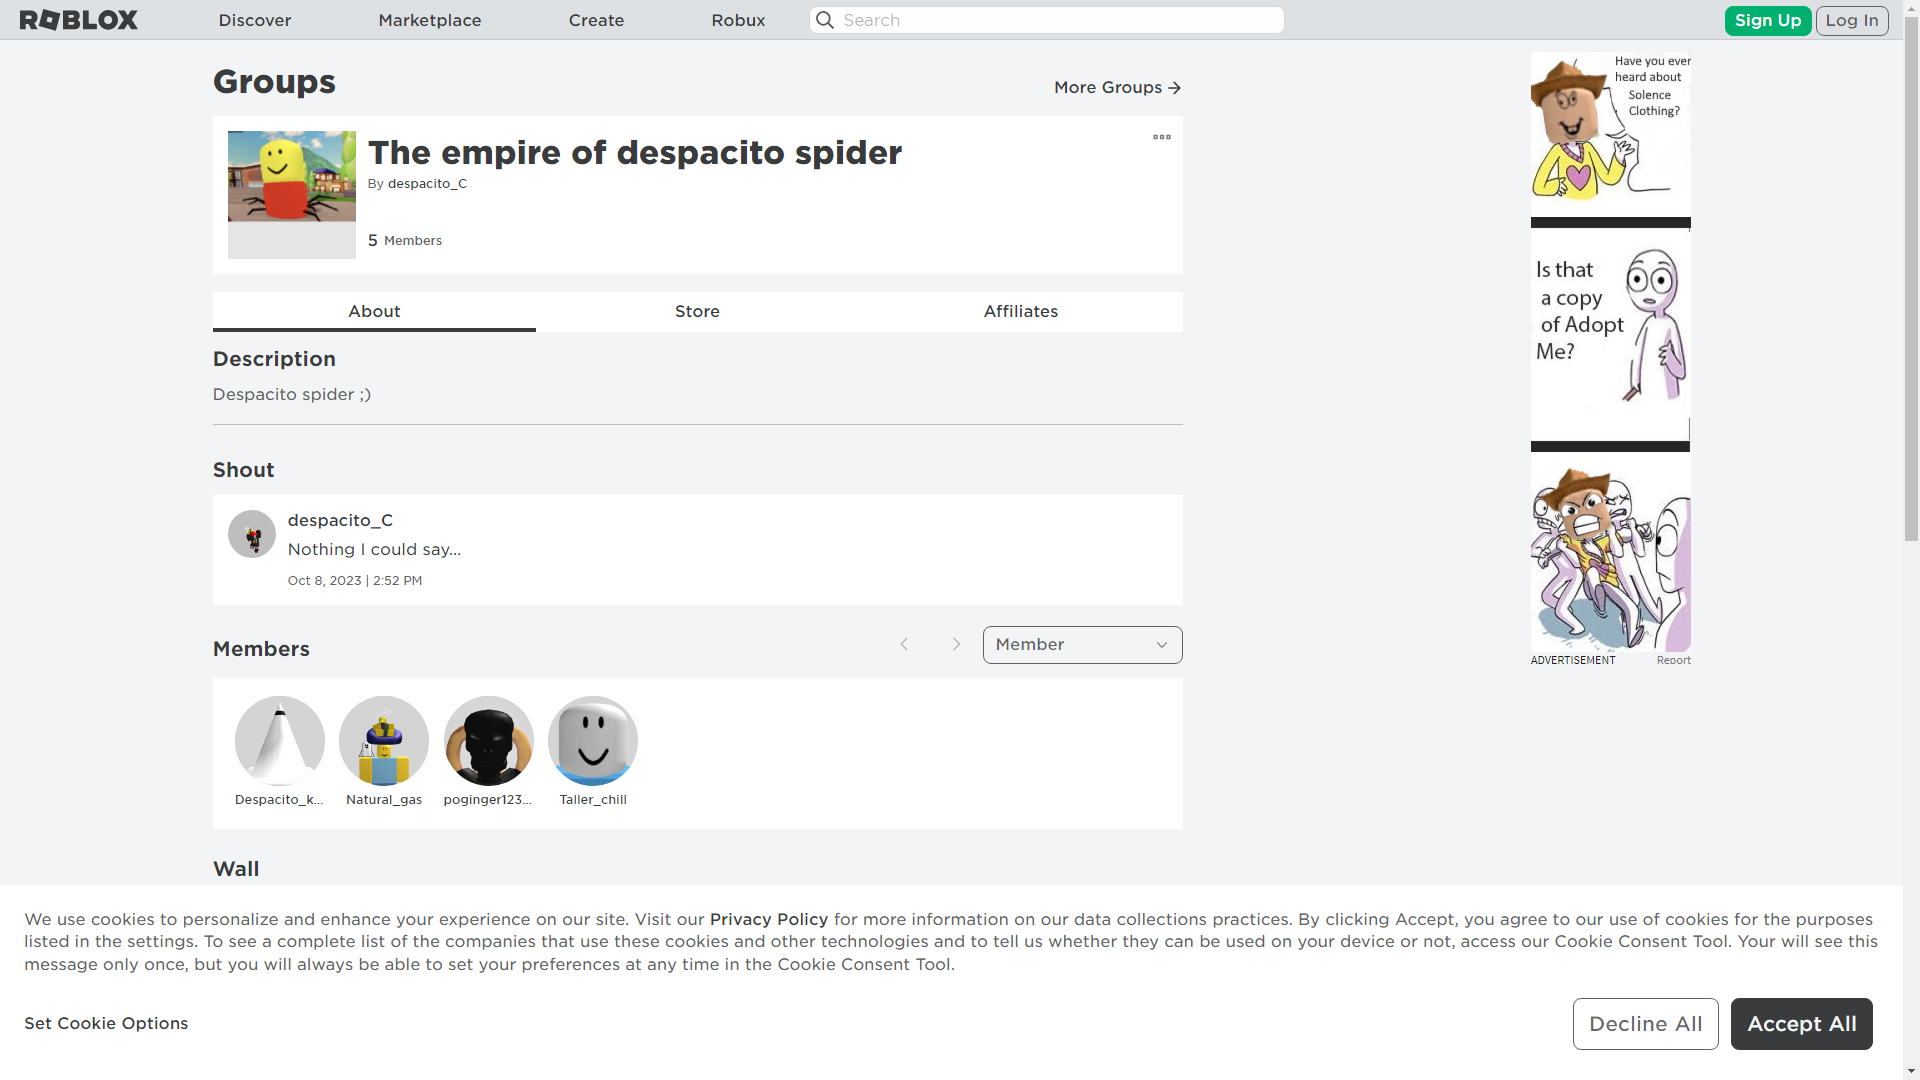 ROBLOX
Discover
Marketplace
Create
Robux
Search
Sign Up
Log In
Groups
More Groups
The empire of despacito spider
By despacito_C
5 Members
About
Store
Affiliates
Description
Despacito spider ;)
Shout
despacito_C
Nothing I could say...
Oct 8, 2023 | 2:52 PM
Members
Member
Despacito_k...
Natural_gas
poginger123...
Taller_chill
Wall
Have you ever
heard about
Solence
Clothing?
Is that
a copy
of Adopt
Me?
ADVERTISEMENT
Report
We use cookies to personalize and enhance your experience on our site. Visit our Privacy Policy for more information on our data collections practices. By clicking Accept, you agree to our use of cookies for the purposes
listed in the settings. To see a complete list of the companies that use these cookies and other technologies and to tell us whether they can be used on your device or not, access our Cookie Consent Tool. Your will see this
message only once, but you will always be able to set your preferences at any time in the Cookie Consent Tool.
Set Cookie Options
Decline All
Accept All